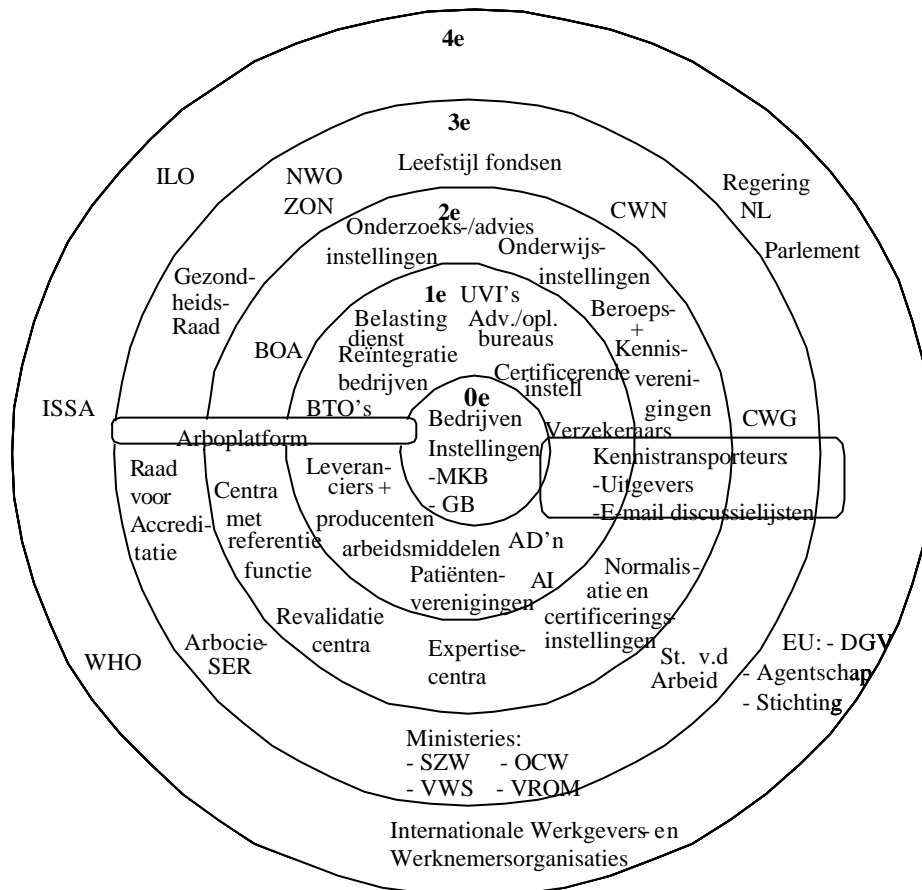 4e
3e
Leefstijl fondsen
ILO
NWO
ZON
Regering
NL
Parlement
CWN
2e
Onderzoeks-/advies
instellingen
Onderwijs-
instellingen
Gezond-
heids-
Raad
1e UVI's
Belasting
dienst
Adv./opl.
bureaus
Beroeps-
+
Kennis-
vereni-
gingen
BOA
Reïntegratie
bedrijven
Certificerende
instell
0e
ISSA
BTO's
Bedrijven
Instellingen
-MKB
- GB
Verzekeraars
CWG
Arboplatform
Kennistransporteurs:
-Uitgevers
-E-mail discussielijsten
Raad
voor
Accredi-
tatie
Centra
met
referentie
functie
Leveran-
ciers +
producenten
arbeidsmiddelen
AD'n
Patiënten-
verenigingen
AI
Normalis-
atie en
certificerings-
instellingen
Revalidatie
centra
Expertise-
centra
WHO
Arbocie-
SER
St. v.d
Arbeid
EU: - DGV
- Agentschap
- Stichting
Ministeries:
- SZW - OCW
- VWS - VROM
Internationale Werkgevers- en
Werknemersorganisaties